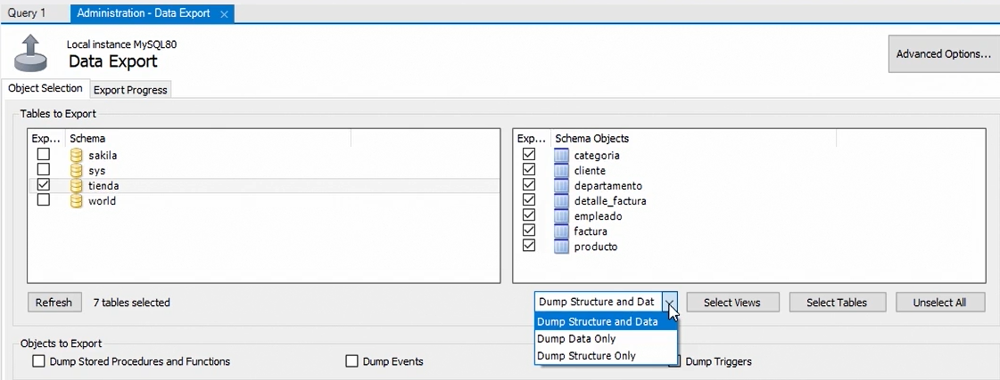 Query 1
Administration - Data Export
Local instance MySQL80
Data Export
Advanced Options...
Object Selection
Export Progress
Tables to Export
Exp... Schema
sakila
sys
tienda
world
Exp... Schema Objects
categoria
cliente
departamento
detalle_factura
empleado
factura
producto
Refresh
7 tables selected
Dump Structure and Dat
Select Views
Select Tables
Unselect All
Dump Structure and Data
Dump Data Only
Dump Structure Only
Objects to Export
Dump Stored Procedures and Functions
Dump Events
Dump Triggers